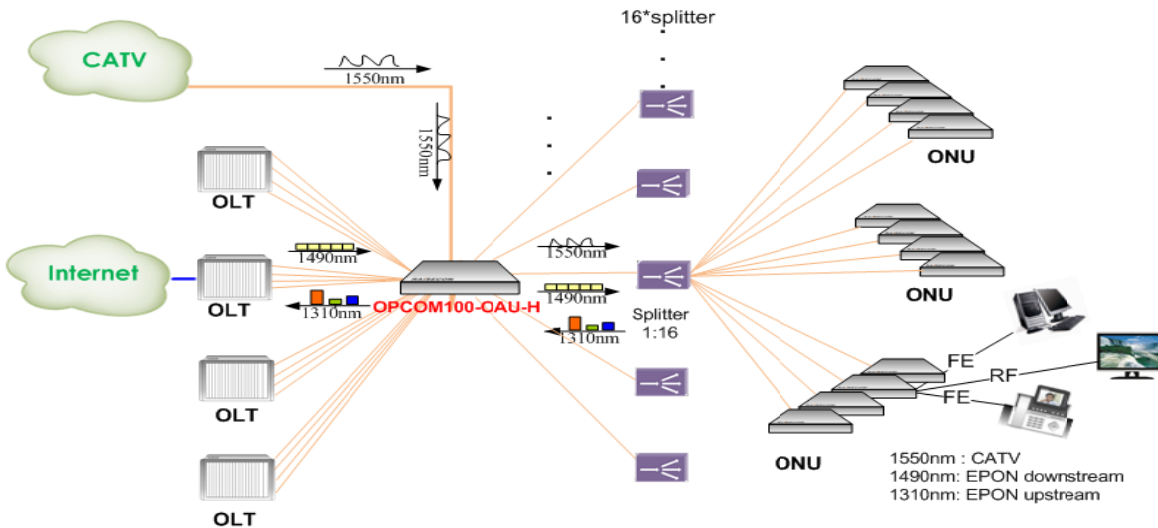 16*splitter
CATV
1550nm
1550nm
OLT
ONU
Internet
1490nm
1550nm
OLT
OPCOM100-OAU-H
1490nm
ONU
1310nm
1310nm
Splitter
1:16
FE
RF
FE
OLT
ONU
1550nm : CATV
1490nm: EPON downstream
1310nm: EPON upstream
OLT